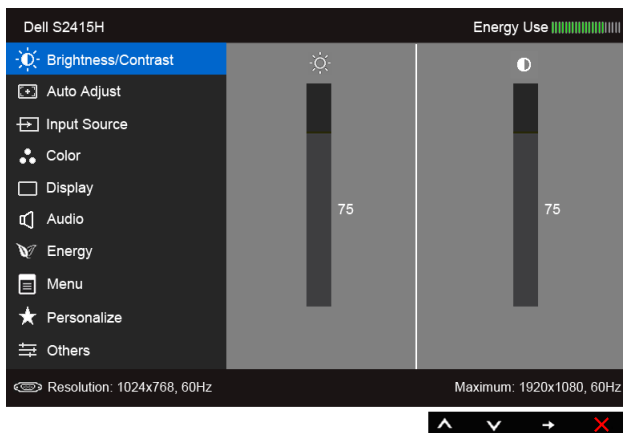 Dell S2415H Energy Use
Brightness/Contrast
Auto Adjust
Input Source
Color
Display
Audio
75 75
Energy
Menu
Personalize
Others
Resolution: 1024x768, 60Hz Maximum: 1920x1080, 60Hz